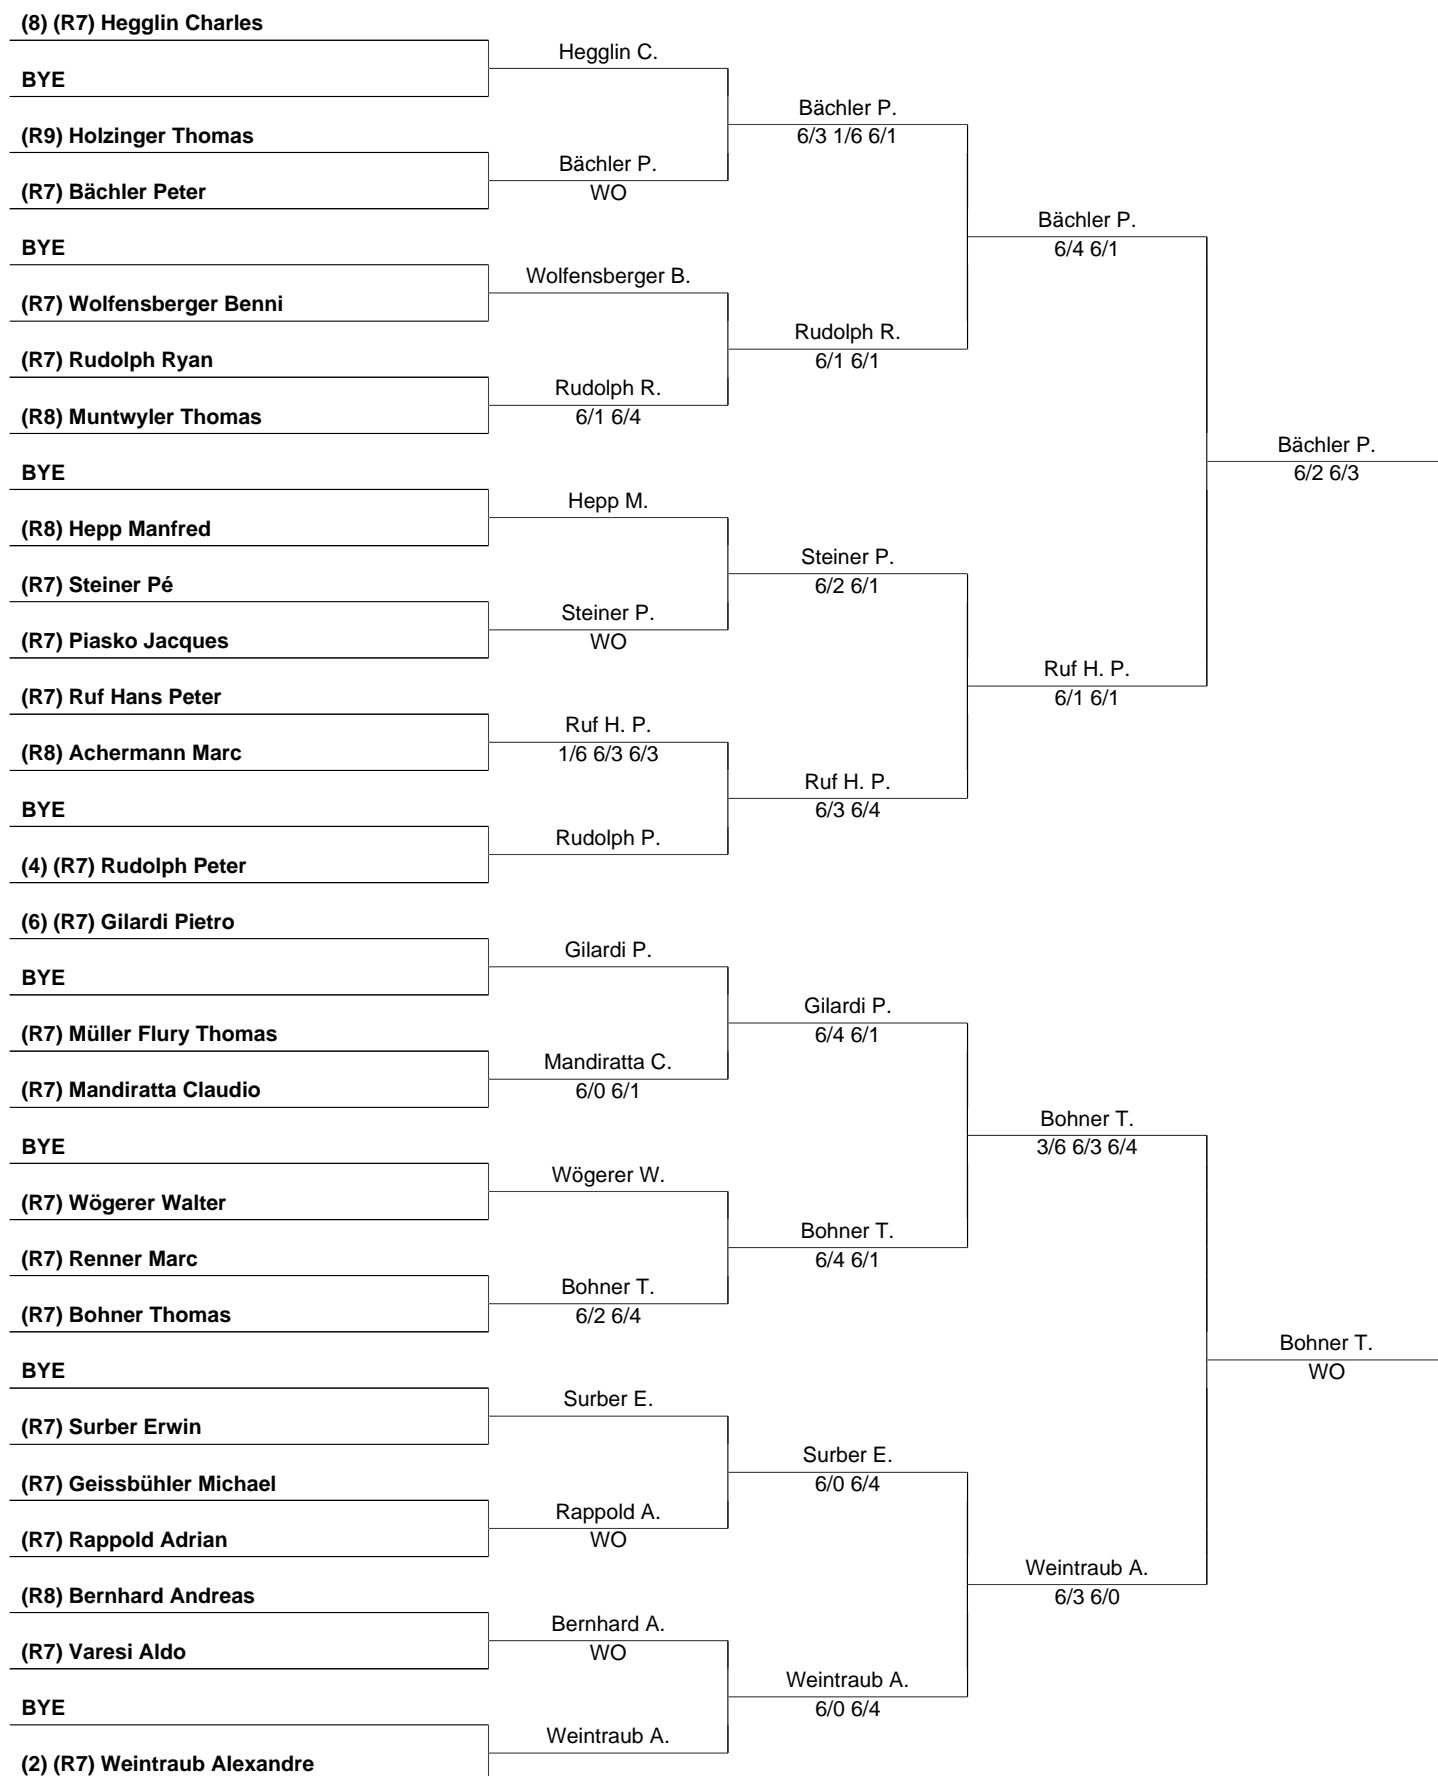 (8) (R7) Hegglin Charles
Hegglin C.
BYE
Bächler P.
6/3 1/6 6/1
(R9) Holzinger Thomas
Bächler P.
WO
(R7) Bächler Peter
Bächler P.
6/4 6/1
BYE
Wolfensberger B.
(R7) Wolfensberger Benni
Rudolph R.
6/1 6/1
(R7) Rudolph Ryan
Rudolph R.
6/1 6/4
(R8) Muntwyler Thomas
Bächler P.
6/2 6/3
BYE
Hepp M.
(R8) Hepp Manfred
Steiner P.
6/2 6/1
(R7) Steiner Pé
Steiner P.
WO
(R7) Piasko Jacques
Ruf H. P.
6/1 6/1
(R7) Ruf Hans Peter
Ruf H. P.
1/6 6/3 6/3
(R8) Achermann Marc
Ruf H. P.
6/3 6/4
BYE
Rudolph P.
(4) (R7) Rudolph Peter
(6) (R7) Gilardi Pietro
Gilardi P.
BYE
Gilardi P.
6/4 6/1
(R7) Müller Flury Thomas
Mandiratta C.
6/0 6/1
(R7) Mandiratta Claudio
Bohner T.
3/6 6/3 6/4
BYE
Wögerer W.
(R7) Wögerer Walter
Bohner T.
6/4 6/1
(R7) Renner Marc
Bohner T.
6/2 6/4
(R7) Bohner Thomas
Bohner T.
WO
BYE
Surber E.
(R7) Surber Erwin
Surber E.
6/0 6/4
(R7) Geissbühler Michael
Rappold A.
WO
(R7) Rappold Adrian
Weintraub A.
6/3 6/0
(R8) Bernhard Andreas
Bernhard A.
WO
(R7) Varesi Aldo
Weintraub A.
6/0 6/4
BYE
Weintraub A.
(2) (R7) Weintraub Alexandre